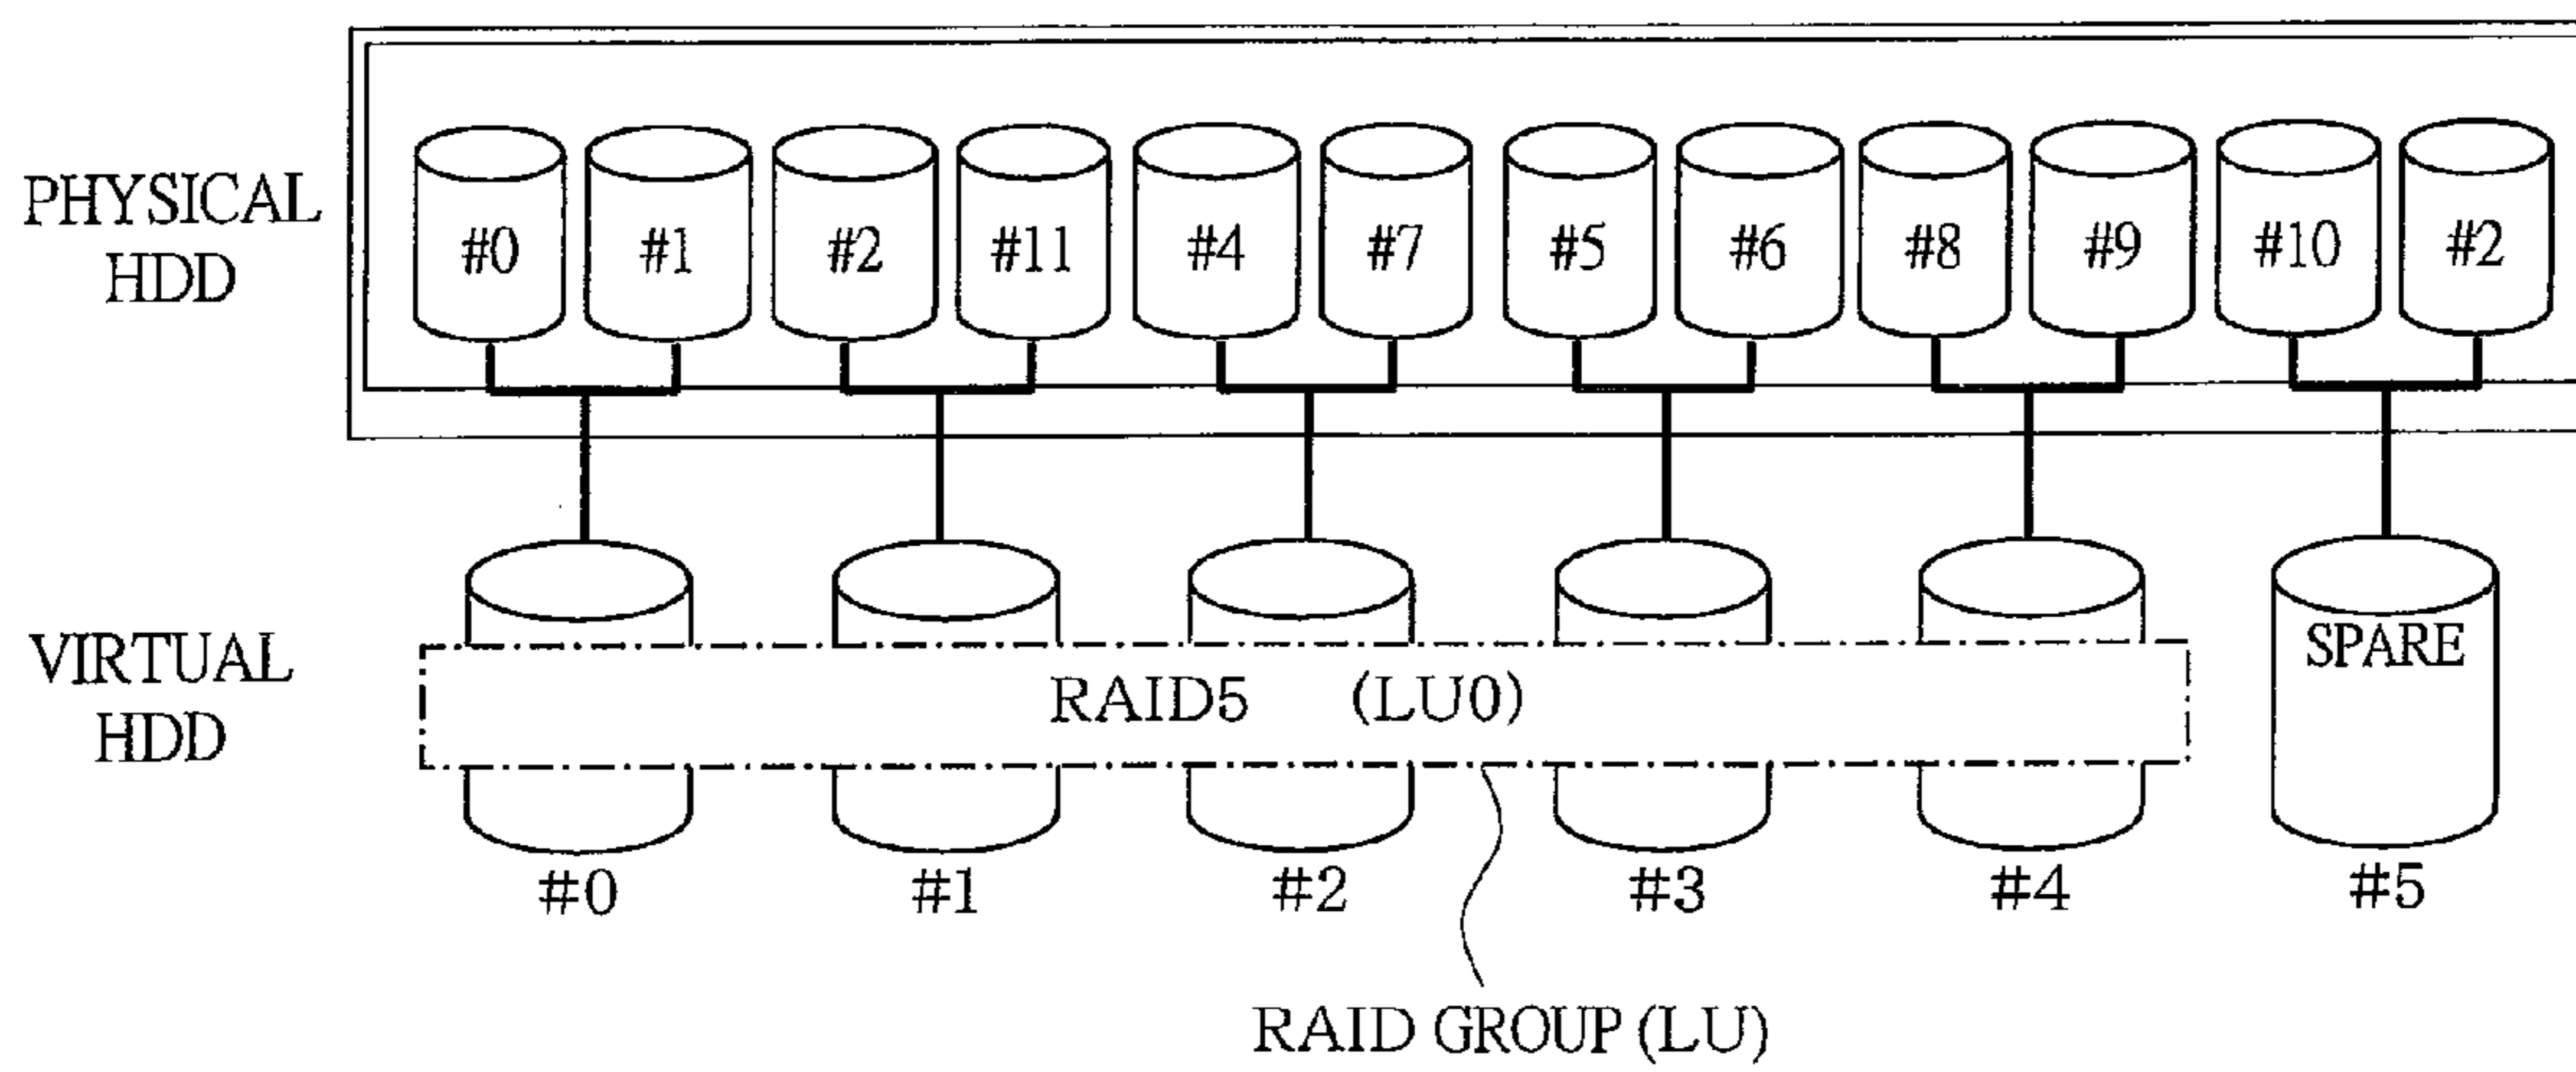 PHYSICAL
HDD
#0 #1 #2 #11 #4 #7 #5 #6 #8 #9 #10 #2
VIRTUAL
HDD
SPARE
RAID5 (LU0)
#0 #1 #2 #3 #4 #5
RAID GROUP (LU)